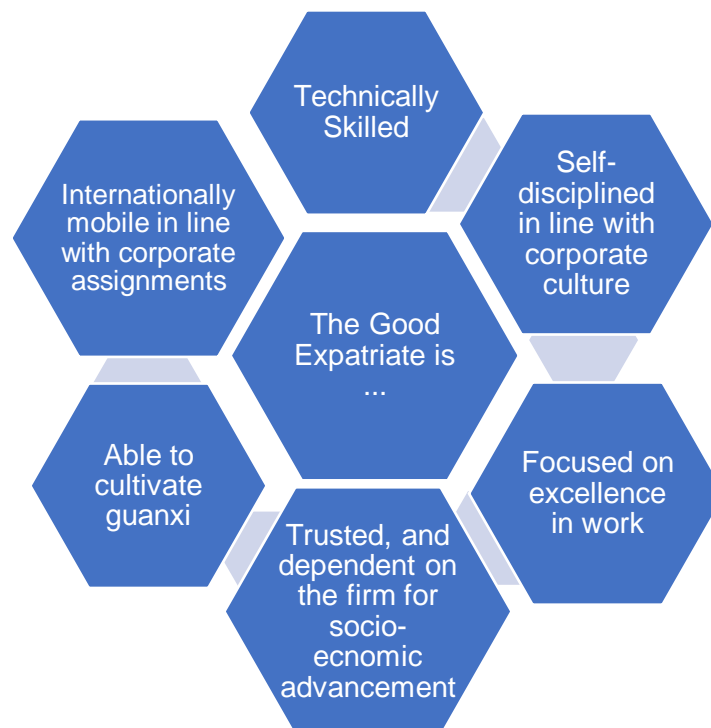 Technically
Skilled
Self-
disciplined
in line with
corporate
culture
Focused on
excellence
in work
Trusted, and
dependent on
the firm for
socio-
ecnomic
advancement
Able to
cultivate
guanxi
Internationally
mobile in line
with corporate
assignments
The Good
Expatriate is
...